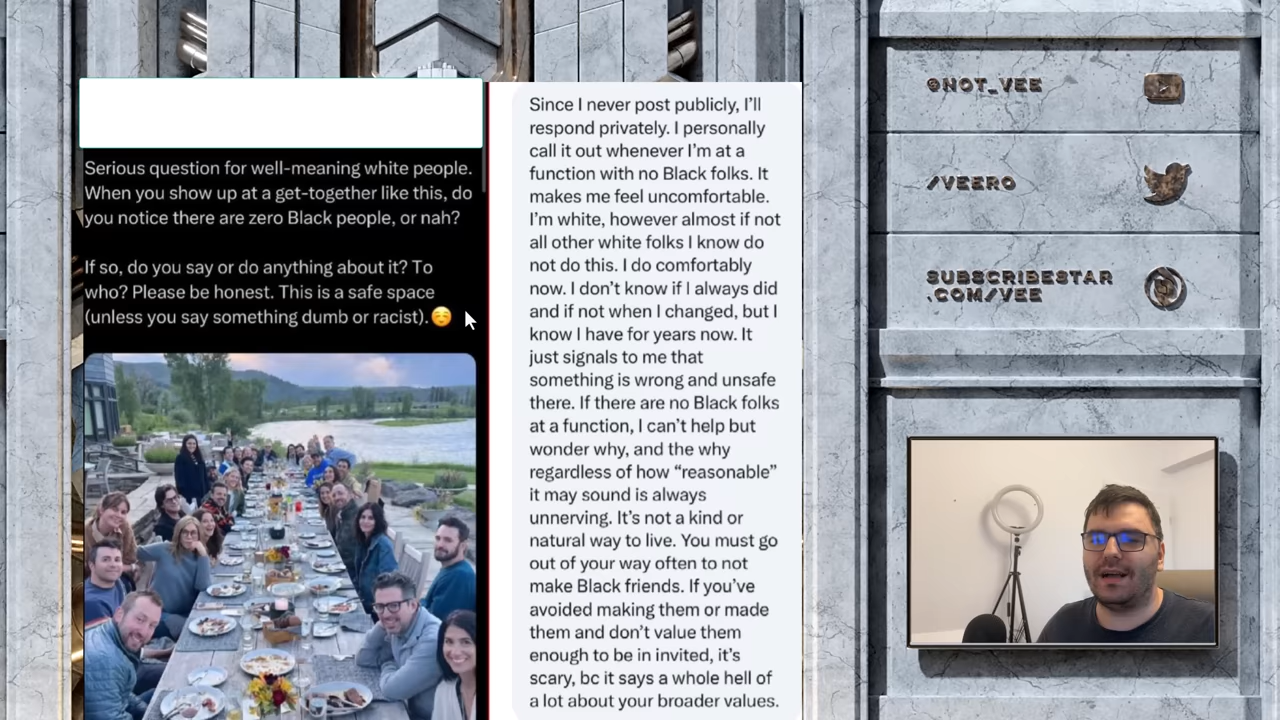 Serious question for well-meaning white people.
When you show up at a get-together like this, do
you notice there are zero Black people, or nah?
If so, do you say or do anything about it? To
who? Please be honest. This is a safe space
(unless you say something dumb or racist).☺️
Since I never post publicly, I'll
respond privately. I personally
call it out whenever I'm at a
function with no Black folks. It
makes me feel uncomfortable.
I'm white, however almost if not
all other white folks I know do
not do this. I do comfortably
now. I don't know if I always did
and if not when I changed, but I
know I have for years now. It
just signals to me that
something is wrong and unsafe
there. If there are no Black folks
at a function, I can't help but
wonder why, and the why
regardless of how “reasonable”
it may sound is always
unnerving. It's not a kind or
natural way to live. You must go
out of your way often to not
make Black friends. If you've
avoided making them or made
them and don't value them
enough to be in invited, it's
scary, bc it says a whole hell of
a lot about your broader values.
@NOT_VEE
/VEERO
SUBSCRIBESTAR
.COM/VEE